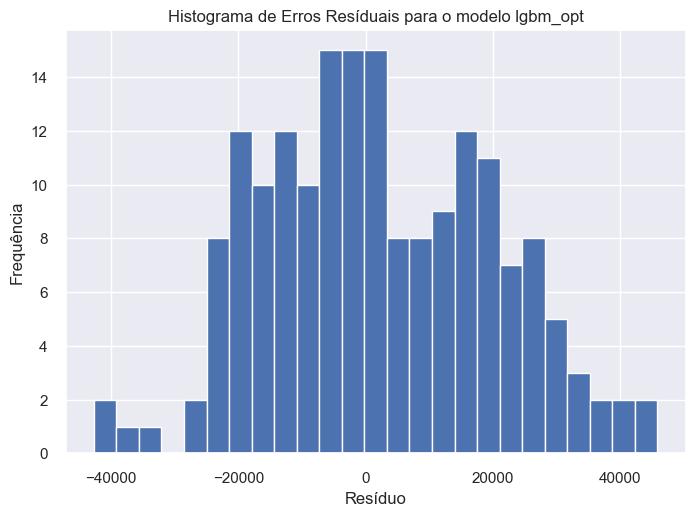 Histograma de Erros Resíduais para o modelo lgbm_opt
14
12
10
8
6
4
2
0
Frequência
−40000 −20000 0 20000 40000
Resíduo